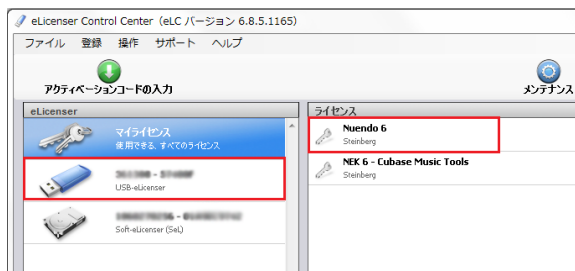 eLicenser Control Center (eLC バージョン 6.8.5.1165)
ファイル 登録 操作 サポート ヘルプ
アクティベーションコードの入力
メンテナンス
eLicenser
マイライセンス
使用できる、すべてのライセンス
USB-eLicenser
Soft-eLicenser (SeL)
ライセンス
Nuendo 6
Steinberg
NEK 6 - Cubase Music Tools
Steinberg